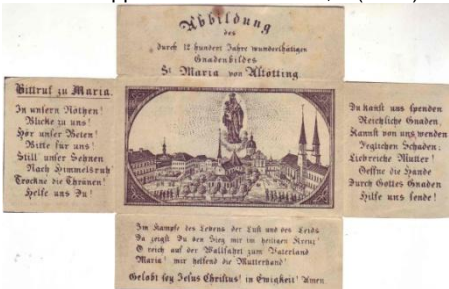 Abbildung
des
durch 12 hundert Jahre wunderthätigen
Gnadenbildes
St. Maria von Altötting
Bittruf zu Maria.
In unsern Nöthen!
Blicke zu uns!
Hör unser Beten!
Bitte für uns!
Still unser Sehnen
Nach Himmelsruh
Trockne die Thränen!
Helfe uns Du!
Du kanst uns spenden
Reichliche Gnaden,
Kannst von uns wenden
Jeglichen Schaden;
Liebreiche Mutter!
Oeffne die Hände
Durch Gottes Gnaden
Hilfe uns sende!
Im Kampfe des Lebens der Lust und des Leids
Da zeigst Du den Sieg mir im heiligen Kreuz!
O reich auf der Wallfahrt zum Vaterland
Maria! mir helfend die Mutterhand!
Gelobt sey Jesus Christus! in Ewigkeit! Amen